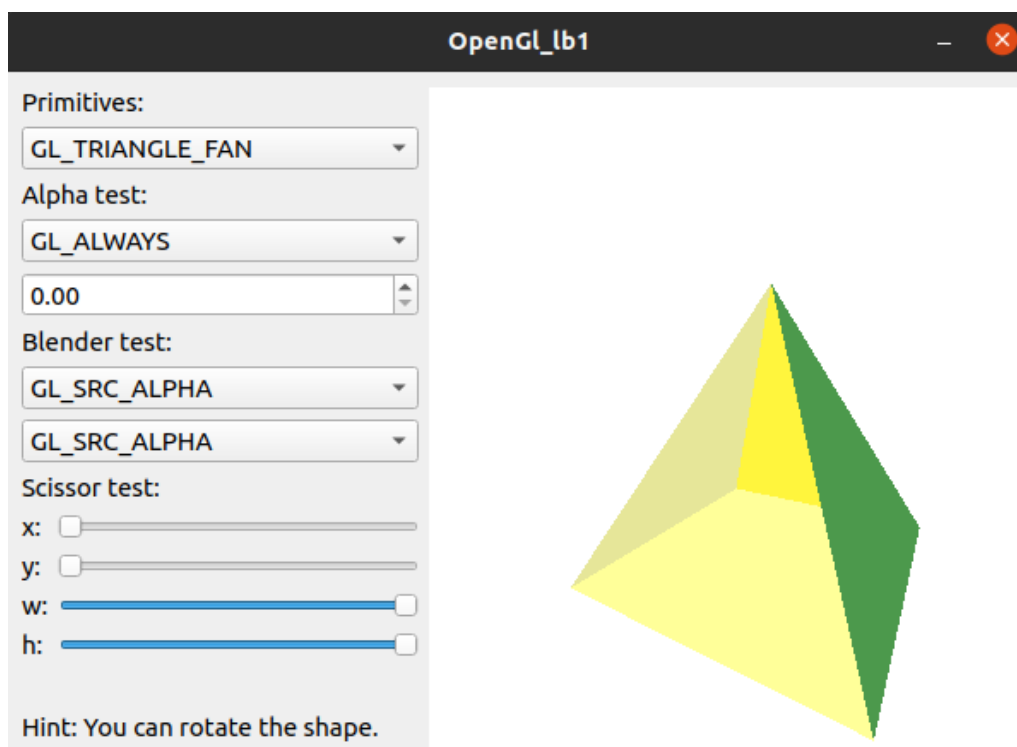 OpenGl_lb1
Primitives:
GL_TRIANGLE_FAN
Alpha test:
GL_ALWAYS
0.00
Blender test:
GL_SRC_ALPHA
GL_SRC_ALPHA
Scissor test:
x:
y:
w:
h:
Hint: You can rotate the shape.